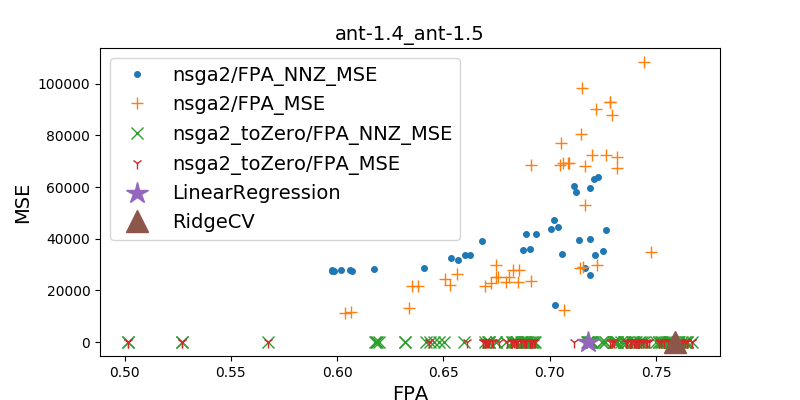 ant-1.4_ant-1.5
nsga2/FPA_NNZ_MSE
nsga2/FPA_MSE
nsga2_toZero/FPA_NNZ_MSE
nsga2_toZero/FPA_MSE
LinearRegression
RidgeCV
MSE
100000
80000
60000
40000
20000
0
0.50 0.55 0.60 0.65 0.70 0.75
FPA